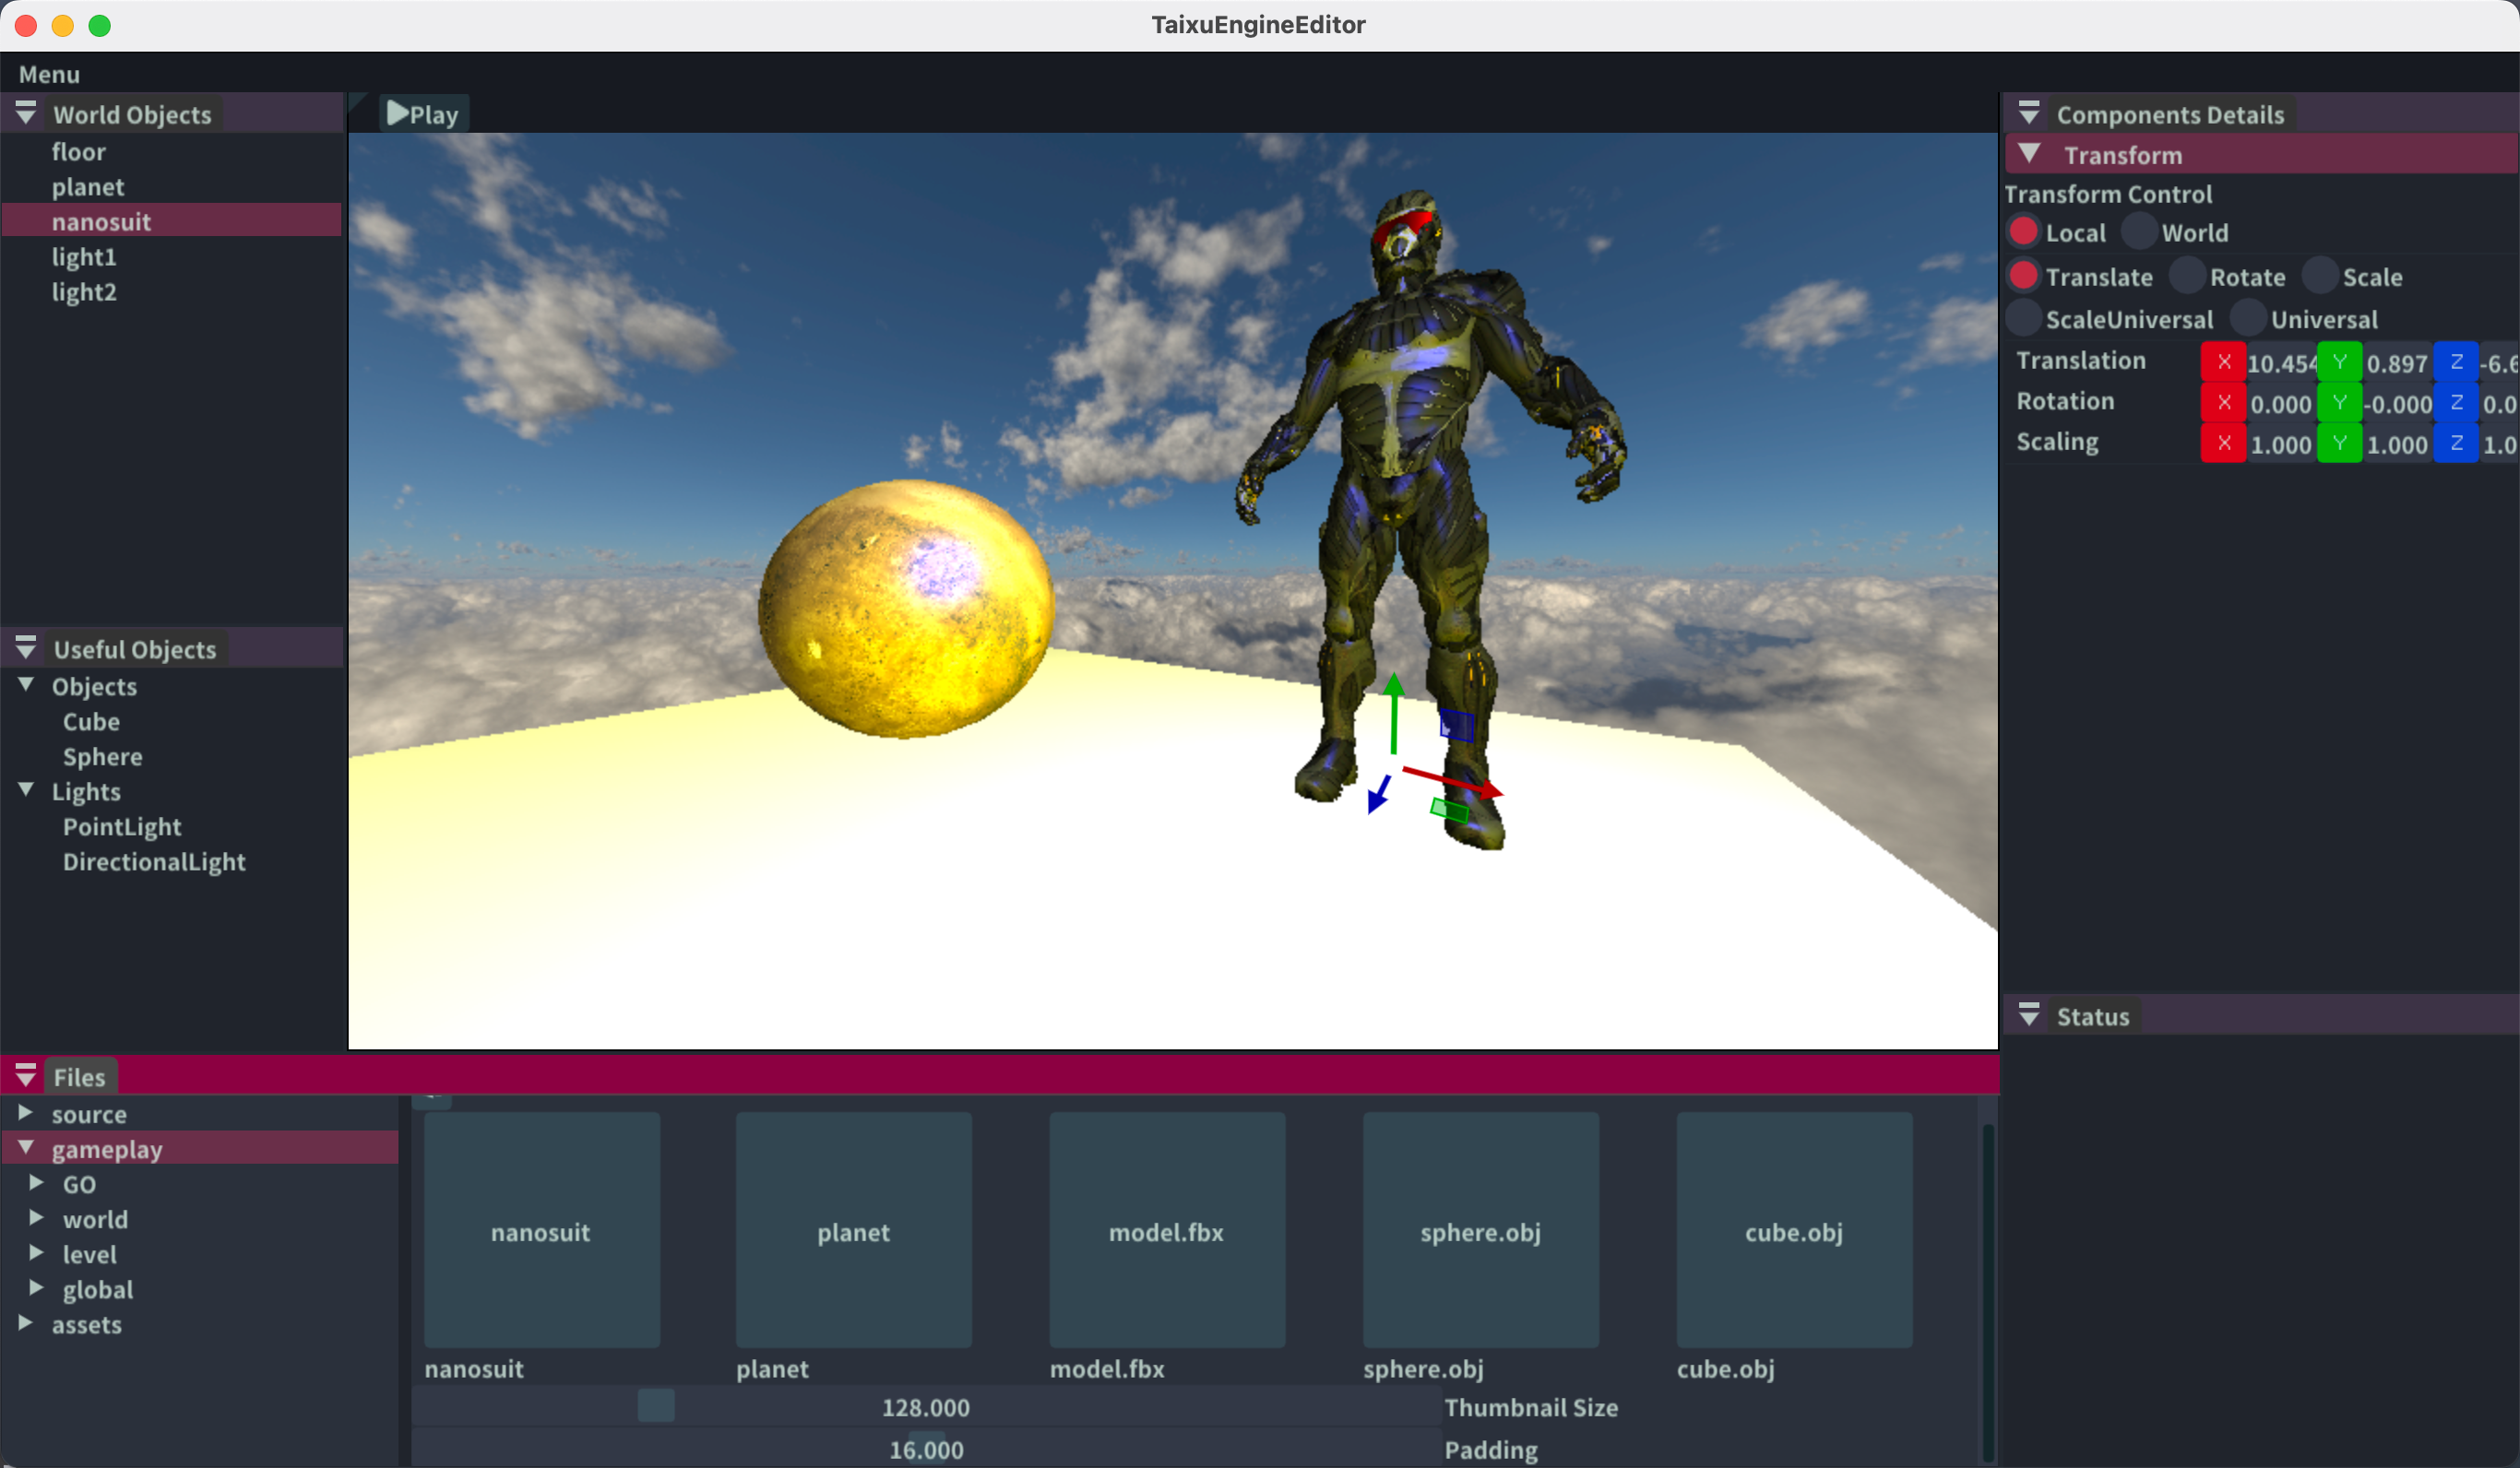 TaixuEngineEditor
Menu
World Objects
floor
planet
nanosuit
light1
light2
Useful Objects
Objects
Cube
Sphere
Lights
PointLight
DirectionalLight
Play
Components Details
Transform
Transform Control
Local World
Translate Rotate Scale
ScaleUniversal Universal
Translation X 10.454 Y 0.897 Z -6.6
Rotation X 0.000 Y -0.000 Z 0.0
Scaling X 1.000 Y 1.000 Z 1.0
Status
Files
source
gameplay
GO
world
level
global
assets
nanosuit planet model.fbx sphere.obj cube.obj
nanosuit planet model.fbx sphere.obj cube.obj
128.000 Thumbnail Size
16.000 Padding